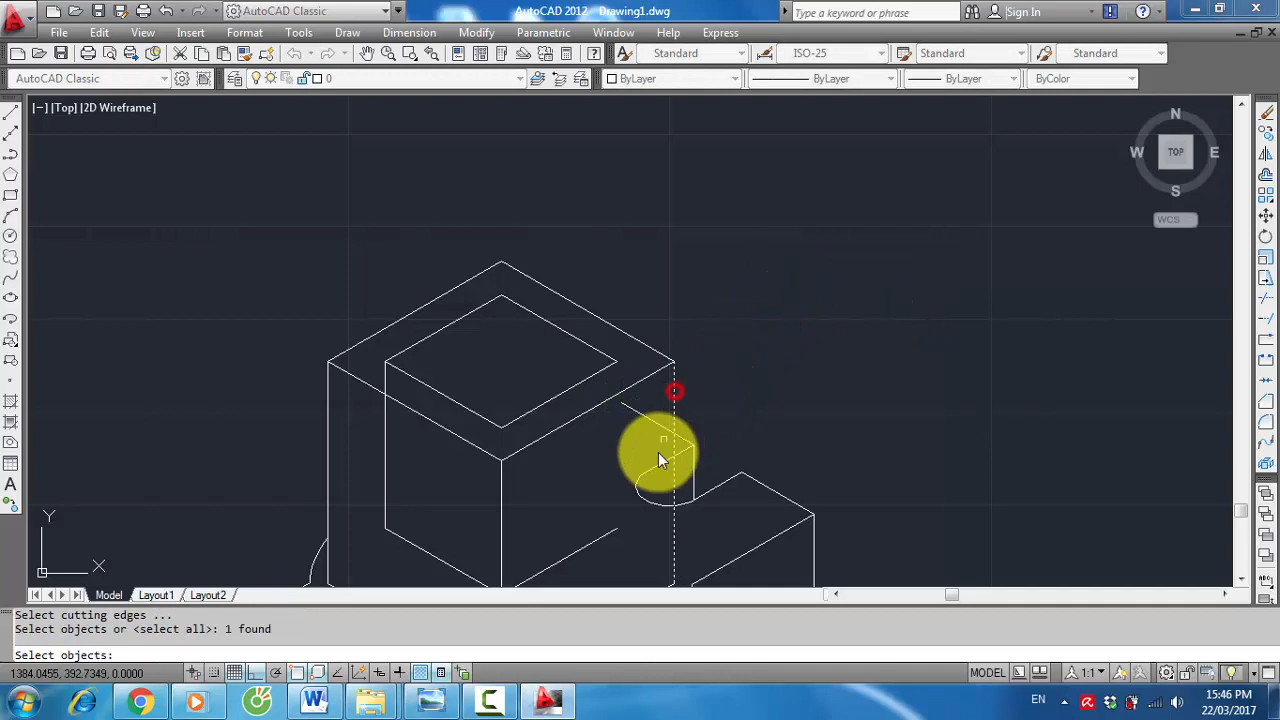 AutoCAD Classic
AutoCAD 2012 Drawing1.dwg
Type a keyword or phrase
Sign In
File Edit View Insert Format Tools Draw Dimension Modify Parametric Window Help Express
Standard ISO-25 Standard Standard
AutoCAD Classic 0 ByLayer ByLayer ByLayer ByColor
[−] [Top] [2D Wireframe]
N
W TOP E
S
WCS
Y
X
Model Layout1 Layout2
Select cutting edges ...
Select objects or <select all>: 1 found
Select objects:
1384.0455, 392.7349, 0.0000 MODEL 1:1
EN 15:46 PM
22/03/2017